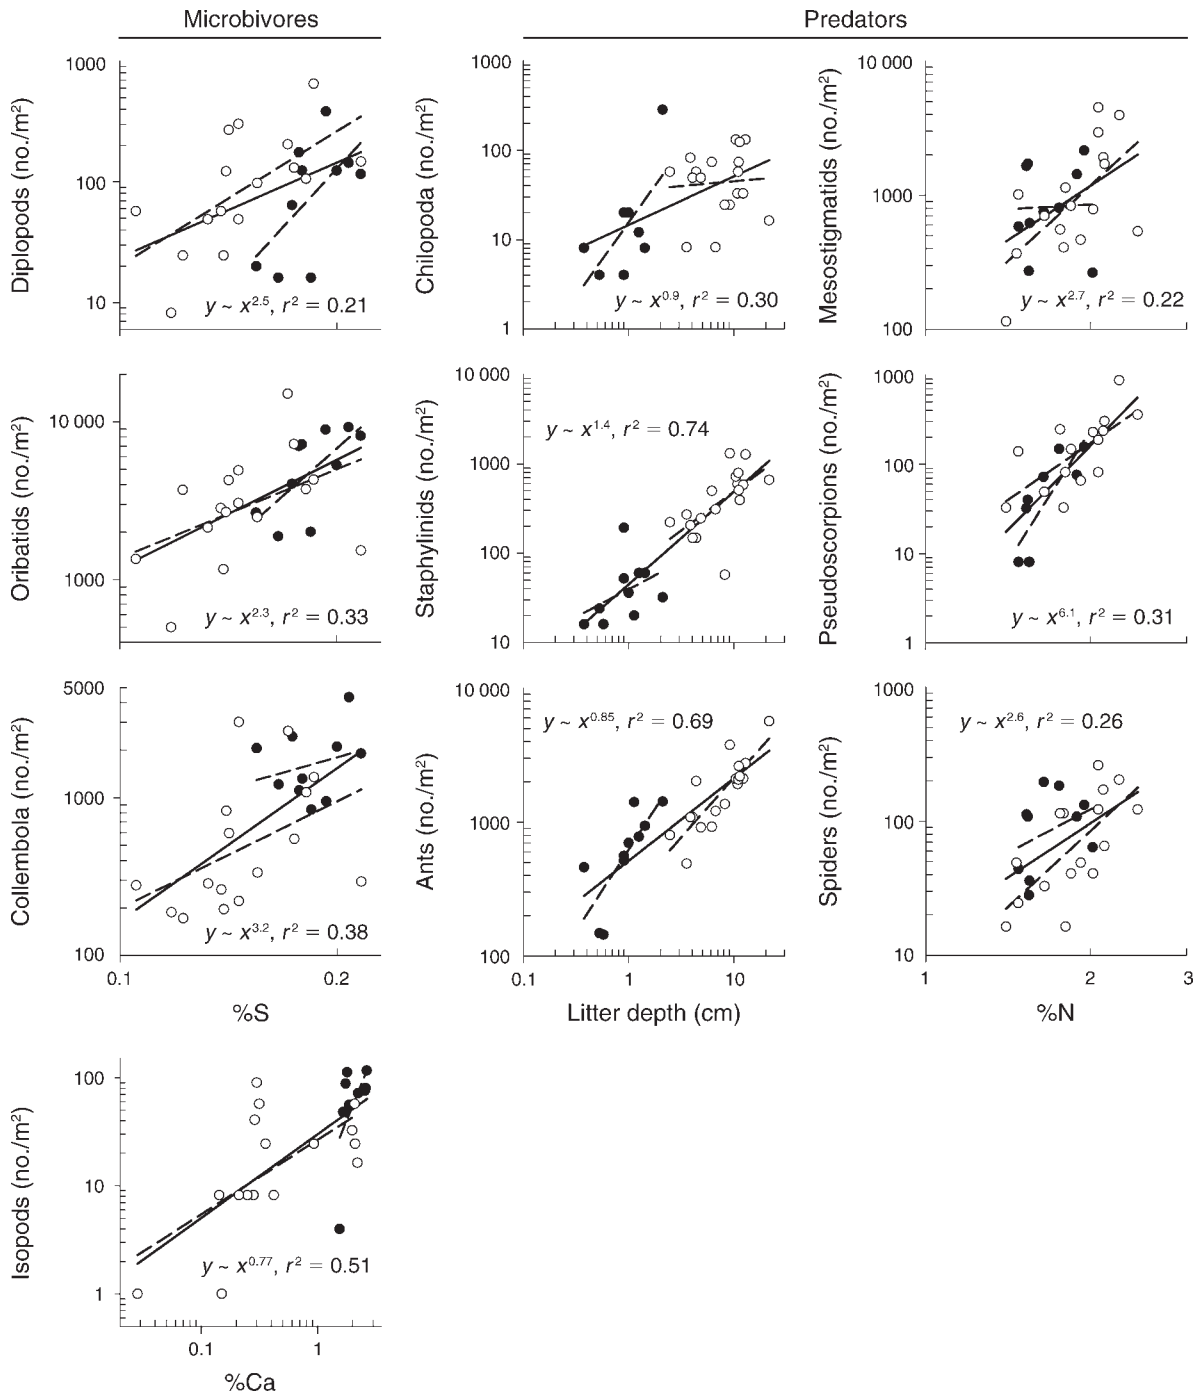 Microbivores
Predators
Diplopods (no./m²)
1000
100
10
y ~ x^2.5, r² = 0.21
Chilopoda (no./m²)
1000
100
10
1
y ~ x^0.9, r² = 0.30
Mesostigmatids (no./m²)
10 000
1000
100
y ~ x^2.7, r² = 0.22
Oribatids (no./m²)
10 000
1000
y ~ x^2.3, r² = 0.33
Staphylinids (no./m²)
10 000
1000
100
10
y ~ x^1.4, r² = 0.74
Pseudoscorpions (no./m²)
1000
100
10
1
y ~ x^6.1, r² = 0.31
Collembola (no./m²)
5000
1000
100
y ~ x^3.2, r² = 0.38
0.1 0.2
%S
Ants (no./m²)
10 000
1000
100
y ~ x^0.85, r² = 0.69
0.1 1 10
Litter depth (cm)
Spiders (no./m²)
1000
100
10
y ~ x^2.6, r² = 0.26
1 2 3
%N
Isopods (no./m²)
100
10
1
y ~ x^0.77, r² = 0.51
0.1 1
%Ca